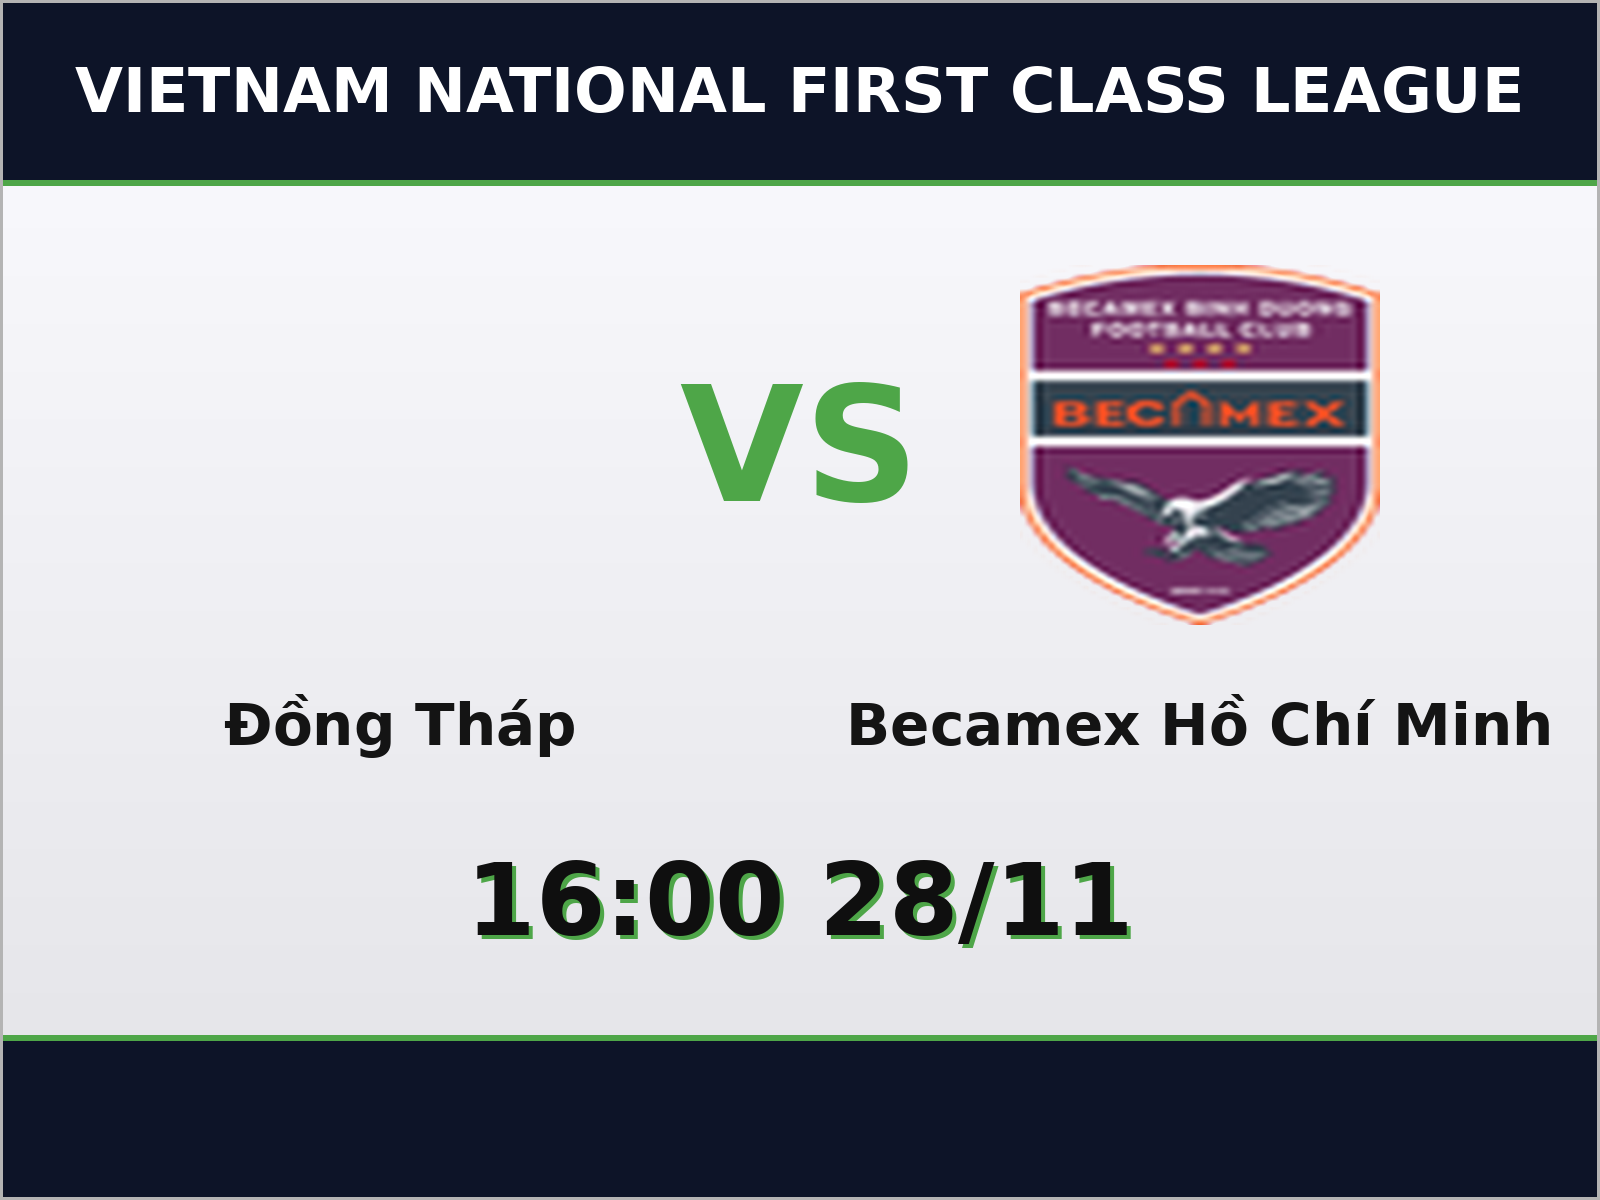 VIETNAM NATIONAL FIRST CLASS LEAGUE
BECAMEX BINH DUONG
FOOTBALL CLUB
BECAMEX
VS
Đồng Tháp
Becamex Hồ Chí Minh
16:00 28/11